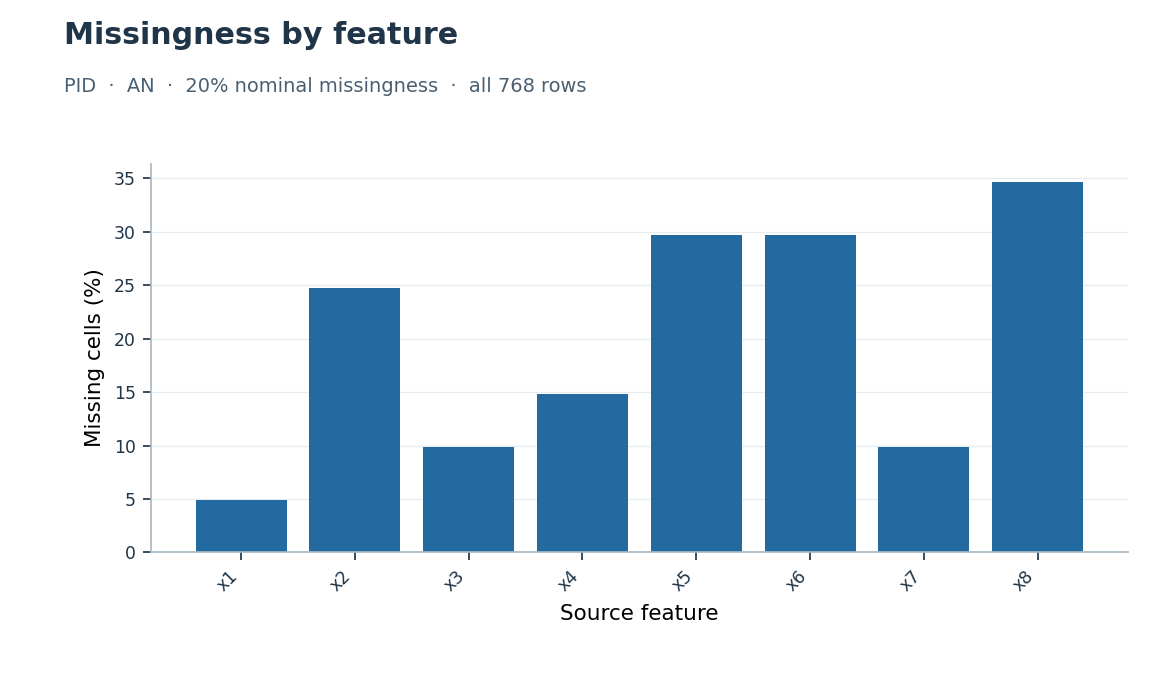 Missingness by feature
PID · AN · 20% nominal missingness · all 768 rows
Missing cells (%)
35
30
25
20
15
10
5
0
x1 x2 x3 x4 x5 x6 x7 x8
Source feature